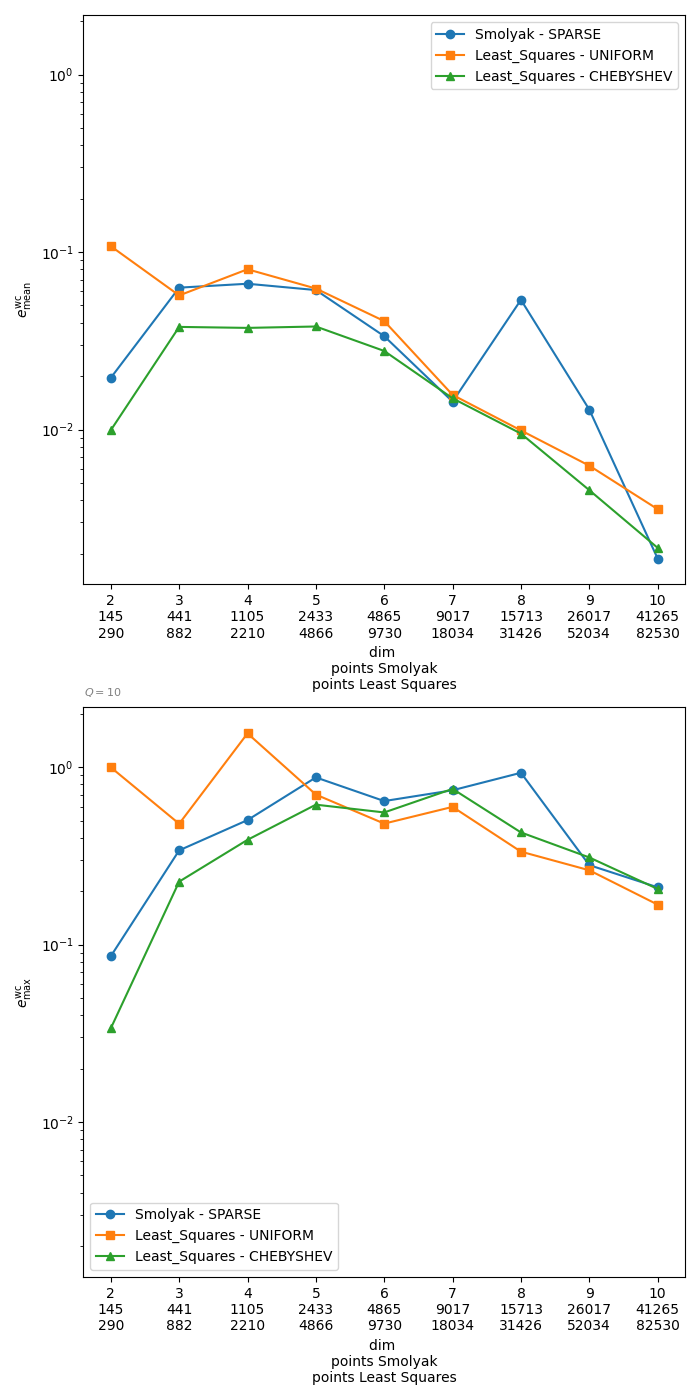 Smolyak - SPARSE
Least_Squares - UNIFORM
Least_Squares - CHEBYSHEV
10⁰
10⁻¹
10⁻²
e^wc_mean
2 3 4 5 6 7 8 9 10
145 441 1105 2433 4865 9017 15713 26017 41265
290 882 2210 4866 9730 18034 31426 52034 82530
dim
points Smolyak
points Least Squares
Q = 10
10⁰
10⁻¹
10⁻²
e^wc_max
Smolyak - SPARSE
Least_Squares - UNIFORM
Least_Squares - CHEBYSHEV
2 3 4 5 6 7 8 9 10
145 441 1105 2433 4865 9017 15713 26017 41265
290 882 2210 4866 9730 18034 31426 52034 82530
dim
points Smolyak
points Least Squares